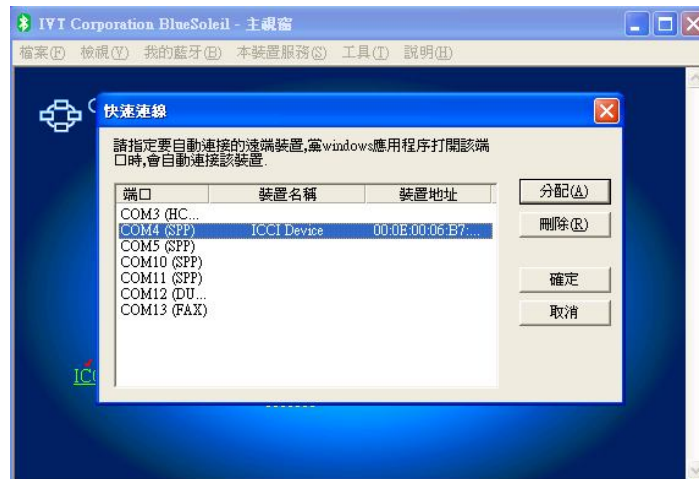 IVT Corporation BlueSoleil - 主視窗
檔案(F) 檢視(V) 我的藍牙(B) 本裝置服務(S) 工具(T) 說明(H)
快速連線
請指定要自動連接的遠端裝置,當windows應用程序打開該端
口時,會自動連接該裝置.
端口 裝置名稱 裝置地址
分配(A)
COM3 (HC...
COM4 (SPP) ICCI Device 00:0E:00:06:B7:...
刪除(R)
COM5 (SPP)
COM10 (SPP)
COM11 (SPP)
COM12 (DU...
確定
COM13 (FAX)
取消